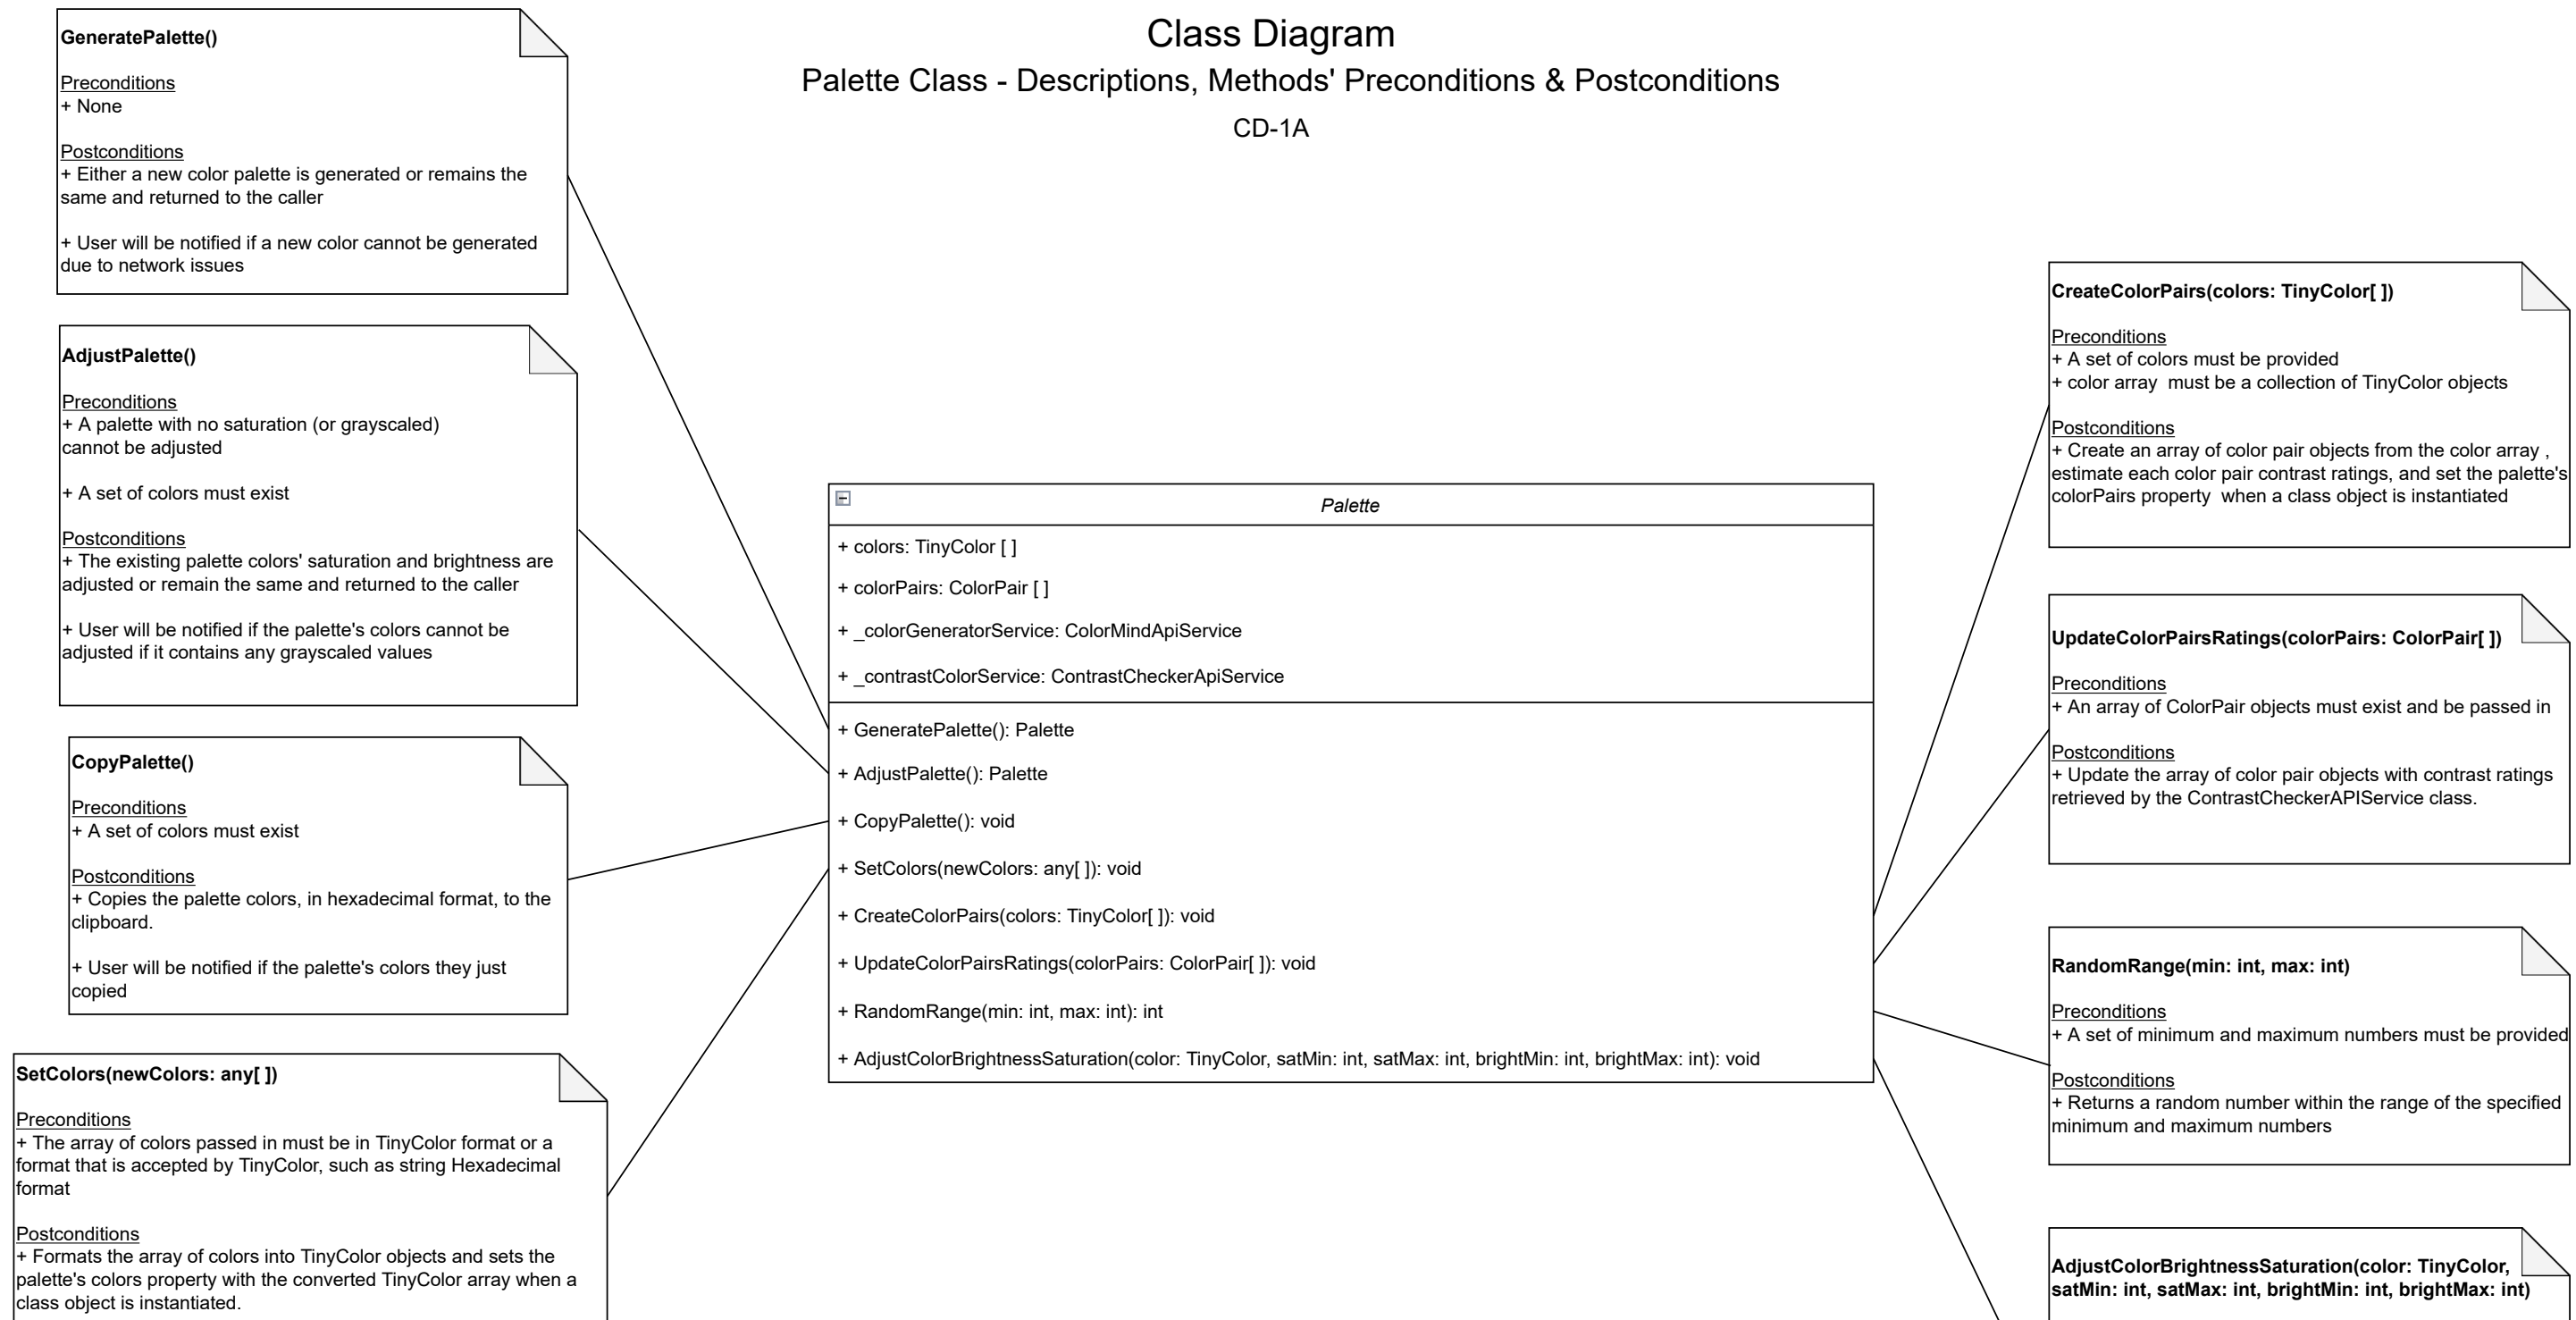 Class Diagram
Palette Class - Descriptions, Methods' Preconditions & Postconditions
CD-1A
GeneratePalette()
Preconditions
+ None
Postconditions
+ Either a new color palette is generated or remains the
same and returned to the caller
+ User will be notified if a new color cannot be generated
due to network issues
AdjustPalette()
Preconditions
+ A palette with no saturation (or grayscaled)
cannot be adjusted
+ A set of colors must exist
Postconditions
+ The existing palette colors' saturation and brightness are
adjusted or remain the same and returned to the caller
+ User will be notified if the palette's colors cannot be
adjusted if it contains any grayscaled values
CopyPalette()
Preconditions
+ A set of colors must exist
Postconditions
+ Copies the palette colors, in hexadecimal format, to the
clipboard.
+ User will be notified if the palette's colors they just
copied
SetColors(newColors: any[ ])
Preconditions
+ The array of colors passed in must be in TinyColor format or a
format that is accepted by TinyColor, such as string Hexadecimal
format
Postconditions
+ Formats the array of colors into TinyColor objects and sets the
palette's colors property with the converted TinyColor array when a
class object is instantiated.
Palette
+ colors: TinyColor [ ]
+ colorPairs: ColorPair [ ]
+ _colorGeneratorService: ColorMindApiService
+ _contrastColorService: ContrastCheckerApiService
+ GeneratePalette(): Palette
+ AdjustPalette(): Palette
+ CopyPalette(): void
+ SetColors(newColors: any[ ]): void
+ CreateColorPairs(colors: TinyColor[ ]): void
+ UpdateColorPairsRatings(colorPairs: ColorPair[ ]): void
+ RandomRange(min: int, max: int): int
+ AdjustColorBrightnessSaturation(color: TinyColor, satMin: int, satMax: int, brightMin: int, brightMax: int): void
CreateColorPairs(colors: TinyColor[ ])
Preconditions
+ A set of colors must be provided
+ color array  must be a collection of TinyColor objects
Postconditions
+ Create an array of color pair objects from the color array ,
estimate each color pair contrast ratings, and set the palette's
colorPairs property  when a class object is instantiated
UpdateColorPairsRatings(colorPairs: ColorPair[ ])
Preconditions
+ An array of ColorPair objects must exist and be passed in
Postconditions
+ Update the array of color pair objects with contrast ratings
retrieved by the ContrastCheckerAPIService class.
RandomRange(min: int, max: int)
Preconditions
+ A set of minimum and maximum numbers must be provided
Postconditions
+ Returns a random number within the range of the specified
minimum and maximum numbers
AdjustColorBrightnessSaturation(color: TinyColor,
satMin: int, satMax: int, brightMin: int, brightMax: int)